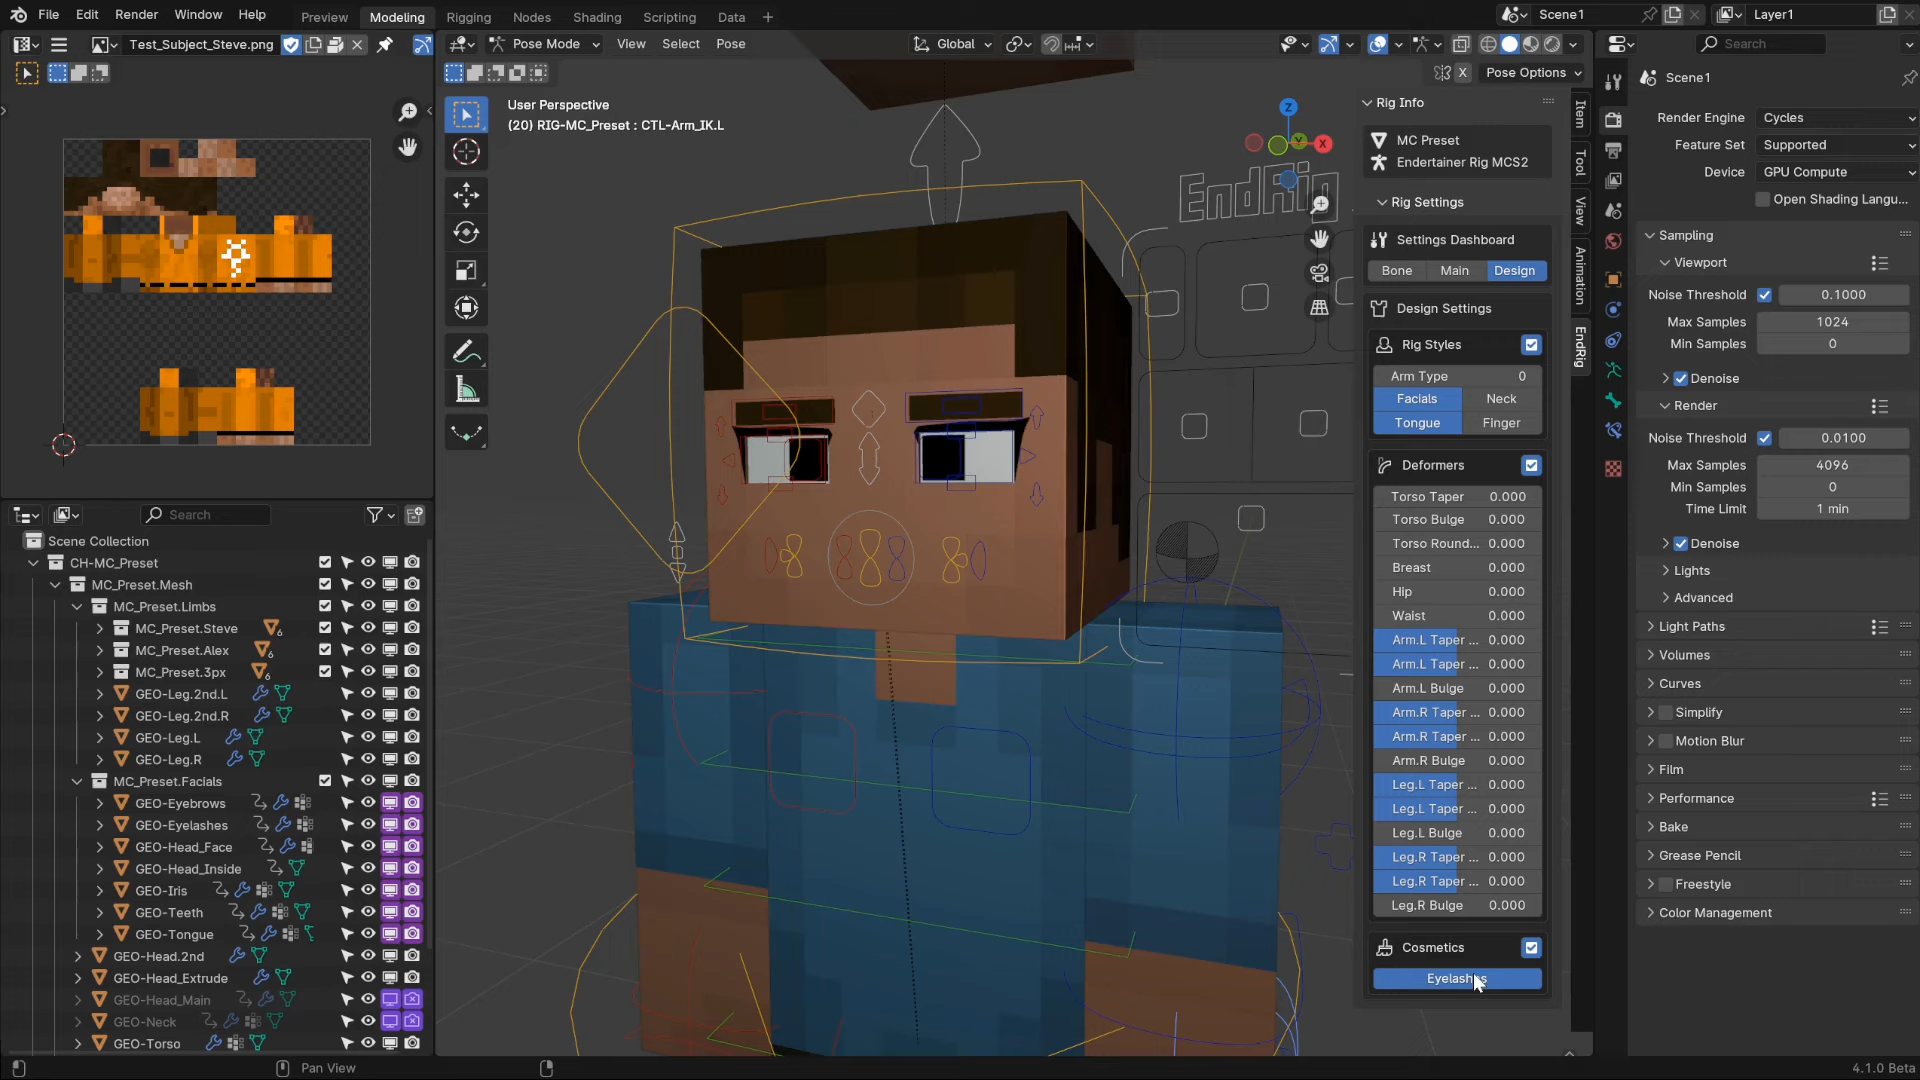 File Edit Render Window Help Preview Modeling Rigging Nodes Shading Scripting Data + Scene1 Layer1
Test_Subject_Steve.png Pose Mode View Select Pose Global Search
X Pose Options
User Perspective
(20) RIG-MC_Preset : CTL-Arm_IK.L
Z
X
Y
EndRig
Item
Tool
View
Animation
EndRig
Rig Info
MC Preset
Endertainer Rig MCS2
Rig Settings
Settings Dashboard
Bone Main Design
Design Settings
Rig Styles
Arm Type 0
Facials Neck
Tongue Finger
Deformers
Torso Taper 0.000
Torso Bulge 0.000
Torso Round... 0.000
Breast 0.000
Hip 0.000
Waist 0.000
Arm.L Taper ... 0.000
Arm.L Taper ... 0.000
Arm.L Bulge 0.000
Arm.R Taper ... 0.000
Arm.R Taper ... 0.000
Arm.R Bulge 0.000
Leg.L Taper ... 0.000
Leg.L Taper ... 0.000
Leg.L Bulge 0.000
Leg.R Taper ... 0.000
Leg.R Taper ... 0.000
Leg.R Bulge 0.000
Cosmetics
Eyelashes
Scene1
Render Engine Cycles
Feature Set Supported
Device GPU Compute
Open Shading Langu...
Sampling
Viewport
Noise Threshold 0.1000
Max Samples 1024
Min Samples 0
Denoise
Render
Noise Threshold 0.0100
Max Samples 4096
Min Samples 0
Time Limit 1 min
Denoise
Lights
Advanced
Light Paths
Volumes
Curves
Simplify
Motion Blur
Film
Performance
Bake
Grease Pencil
Freestyle
Color Management
Search
Scene Collection
CH-MC_Preset
MC_Preset.Mesh
MC_Preset.Limbs
MC_Preset.Steve 6
MC_Preset.Alex 6
MC_Preset.3px 6
GEO-Leg.2nd.L
GEO-Leg.2nd.R
GEO-Leg.L
GEO-Leg.R
MC_Preset.Facials
GEO-Eyebrows
GEO-Eyelashes
GEO-Head_Face
GEO-Head_Inside
GEO-Iris
GEO-Teeth
GEO-Tongue
GEO-Head.2nd
GEO-Head_Extrude
GEO-Head_Main
GEO-Neck
GEO-Torso
Pan View
4.1.0 Beta